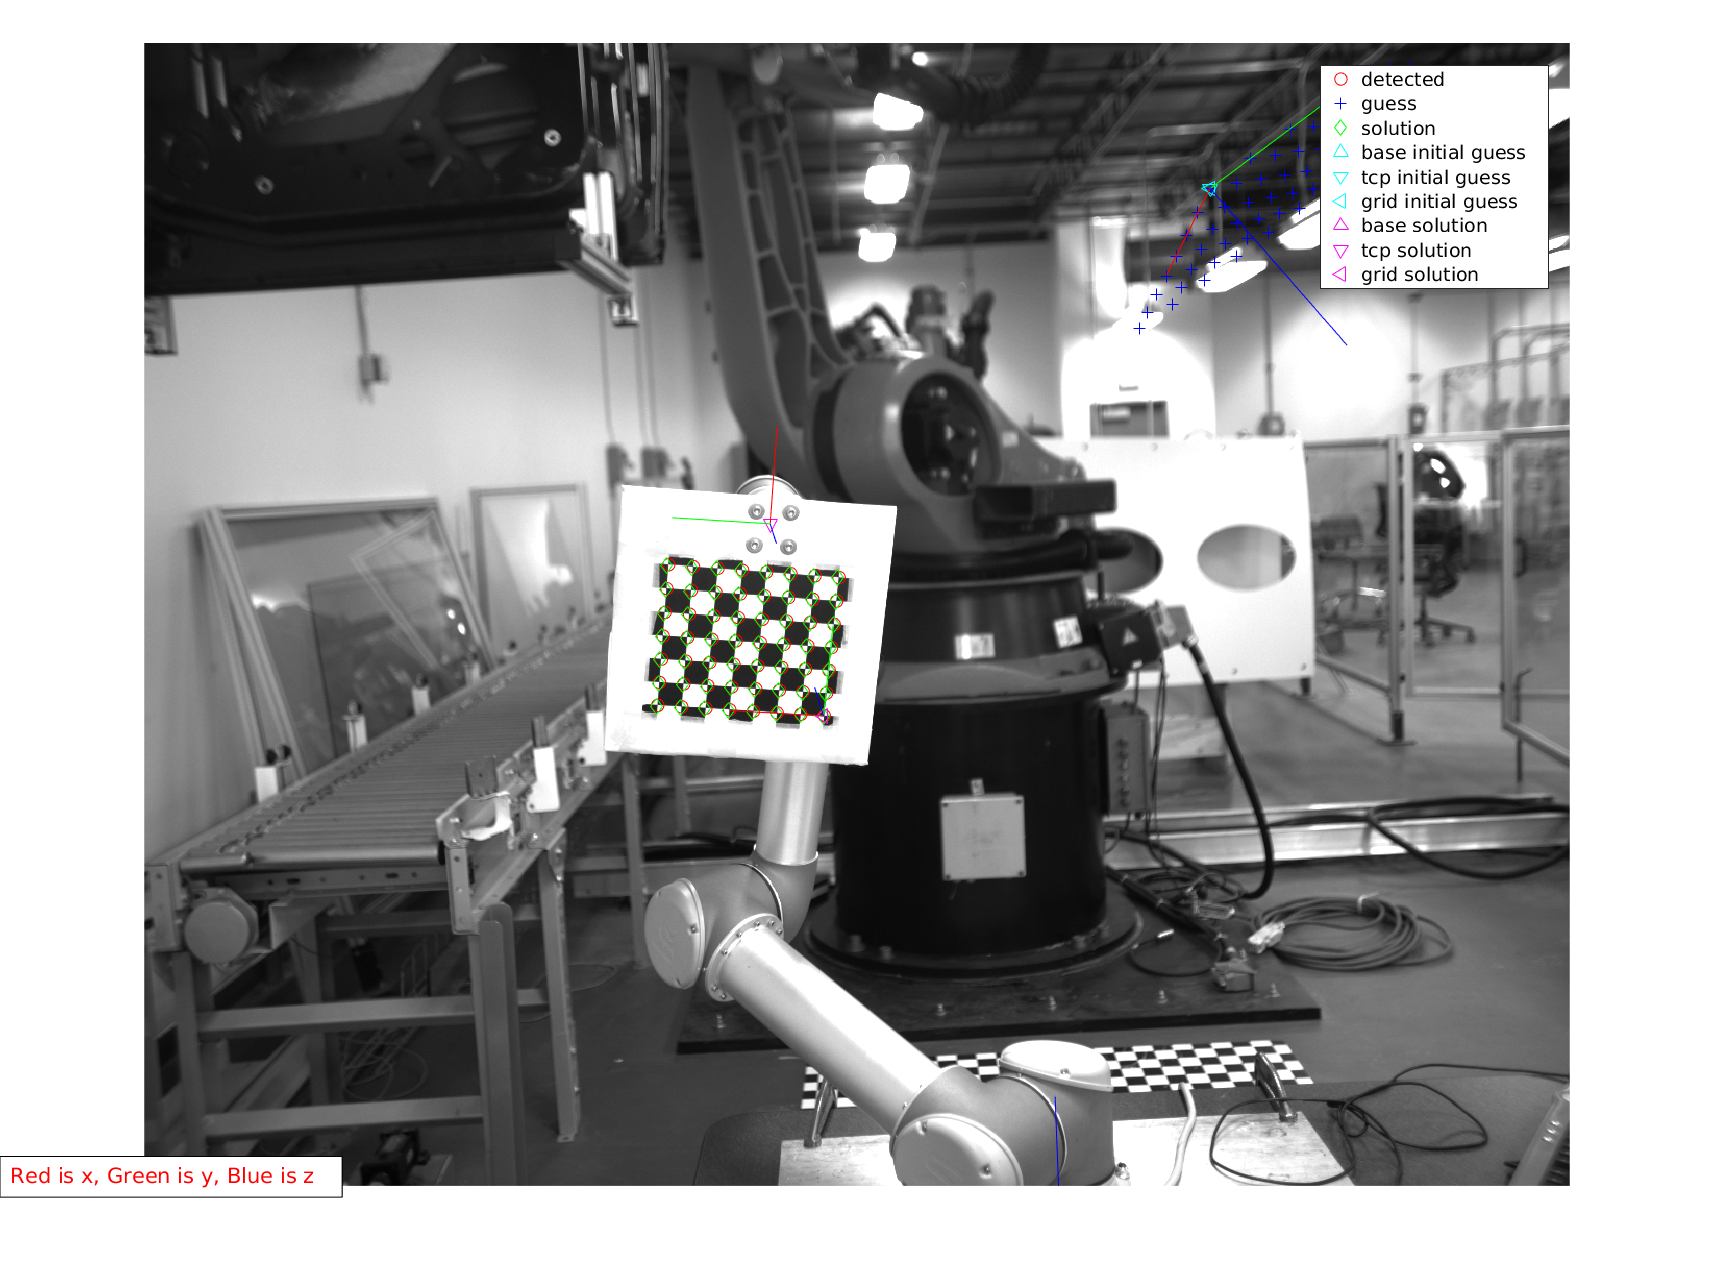 detected
guess
solution
base initial guess
tcp initial guess
grid initial guess
base solution
tcp solution
grid solution
Red is x, Green is y, Blue is z